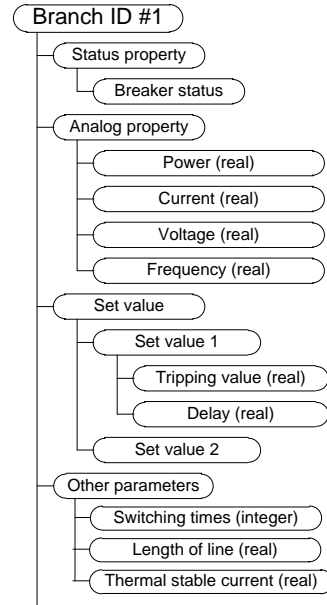 Branch ID #1
Status property
Breaker status
Analog property
Power (real)
Current (real)
Voltage (real)
Frequency (real)
Set value
Set value 1
Tripping value (real)
Delay (real)
Set value 2
Other parameters
Switching times (integer)
Length of line (real)
Thermal stable current (real)